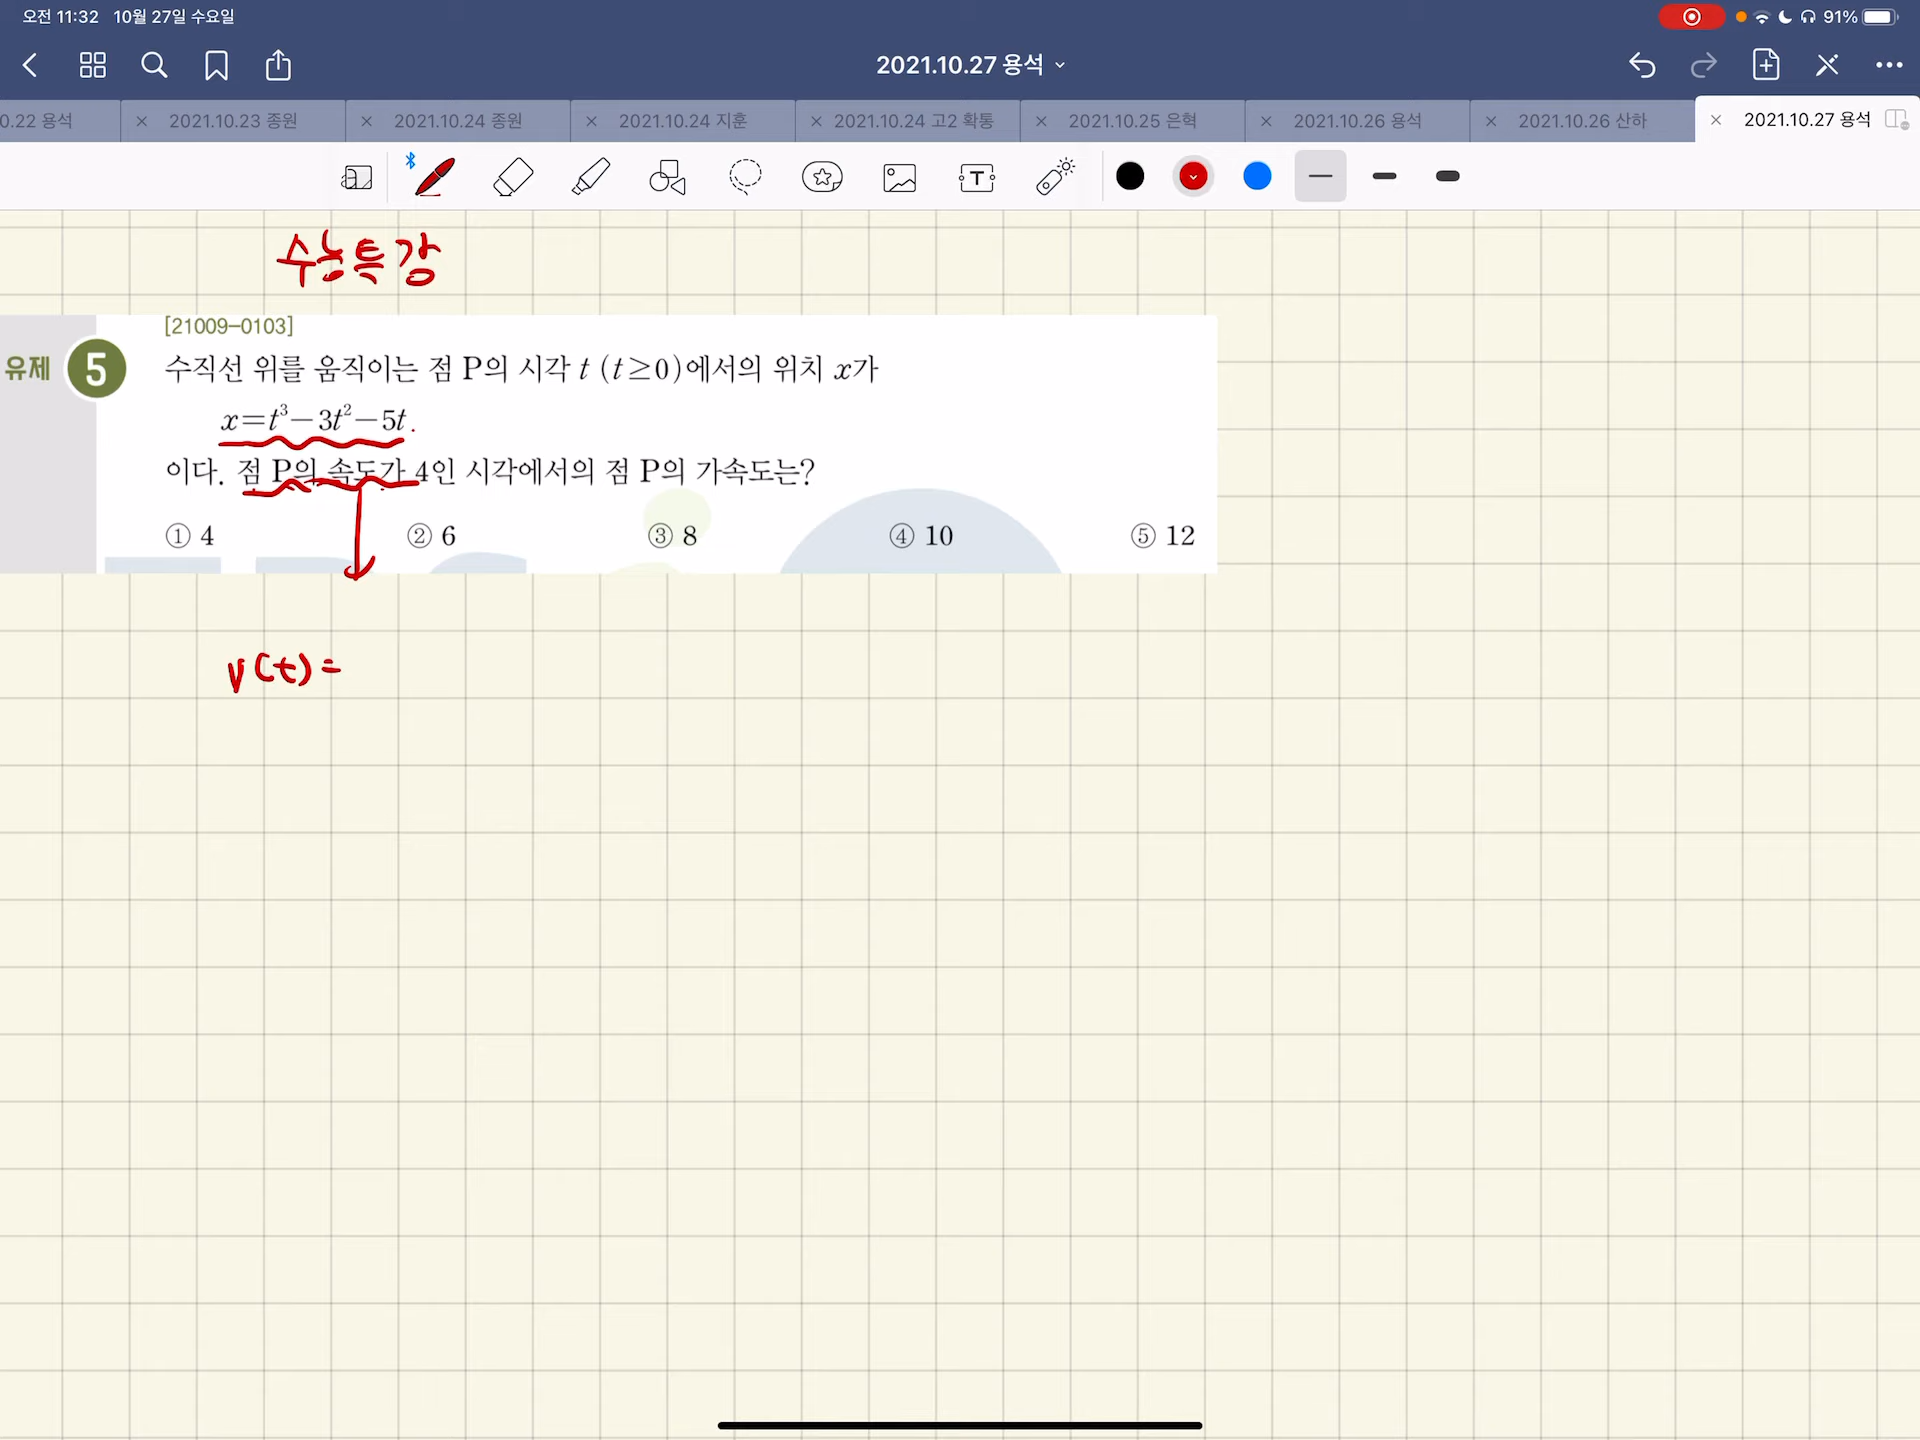 오전 11:32 10월 27일 수요일
91%
2021.10.27 용석
0.22 용석
2021.10.23 종원
2021.10.24 종원
2021.10.24 지훈
2021.10.24 고2 확통
2021.10.25 은혁
2021.10.26 용석
2021.10.26 산하
2021.10.27 용석
수능특강
[21009-0103]
유제 5 수직선 위를 움직이는 점 P의 시각 t (t≥0)에서의 위치 x가
x=t³-3t²-5t
이다. 점 P의 속도가 4인 시각에서의 점 P의 가속도는?
① 4 ② 6 ③ 8 ④ 10 ⑤ 12
v(t)=